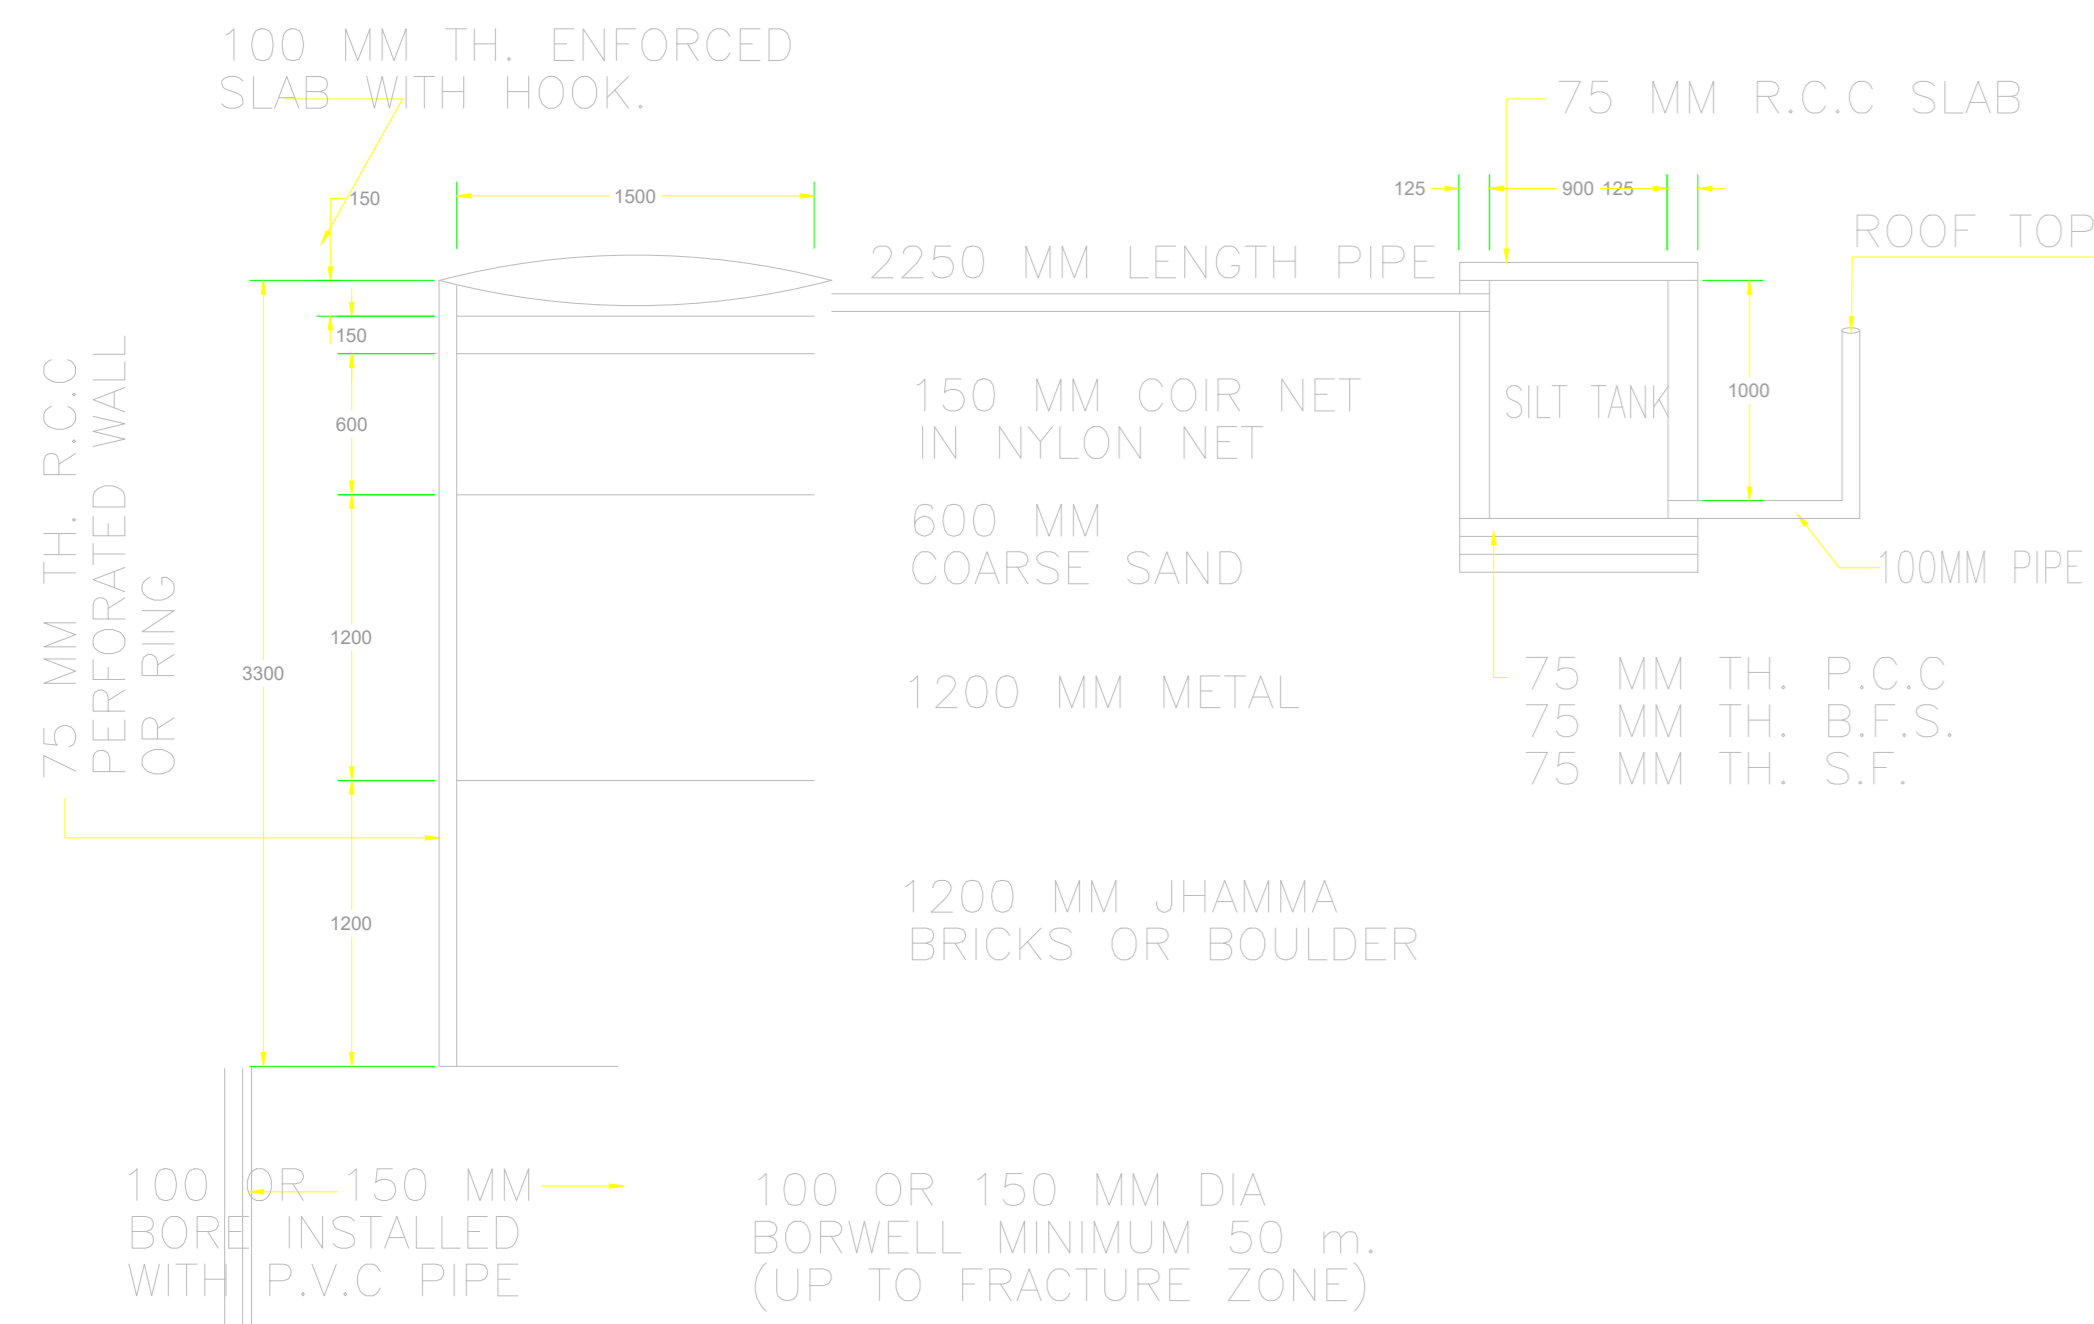 100 MM TH. ENFORCED
SLAB WITH HOOK.
75 MM R.C.C SLAB
150
1500
125
900
125
ROOF TOP
2250 MM LENGTH PIPE
150
75 MM TH. R.C.C
PERFORATED WALL
OR RING
600
150 MM COIR NET
IN NYLON NET
SILT TANK
1000
600 MM
COARSE SAND
100MM PIPE
1200
3300
1200 MM METAL
75 MM TH. P.C.C
75 MM TH. B.F.S.
75 MM TH. S.F.
1200
1200 MM JHAMMA
BRICKS OR BOULDER
100 OR 150 MM
BORE INSTALLED
WITH P.V.C PIPE
100 OR 150 MM DIA
BORWELL MINIMUM 50 m.
(UP TO FRACTURE ZONE)